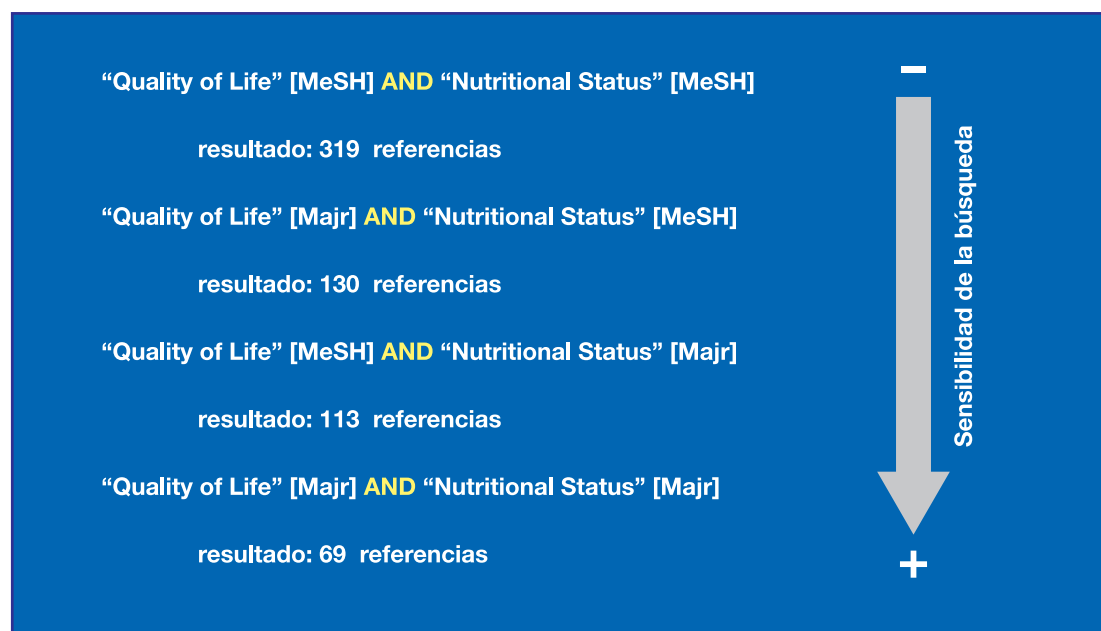 “Quality of Life” [MeSH] AND “Nutritional Status” [MeSH]
resultado: 319 referencias
“Quality of Life” [Majr] AND “Nutritional Status” [MeSH]
resultado: 130 referencias
“Quality of Life” [MeSH] AND “Nutritional Status” [Majr]
resultado: 113 referencias
“Quality of Life” [Majr] AND “Nutritional Status” [Majr]
resultado: 69 referencias
–
Sensibilidad de la búsqueda
+